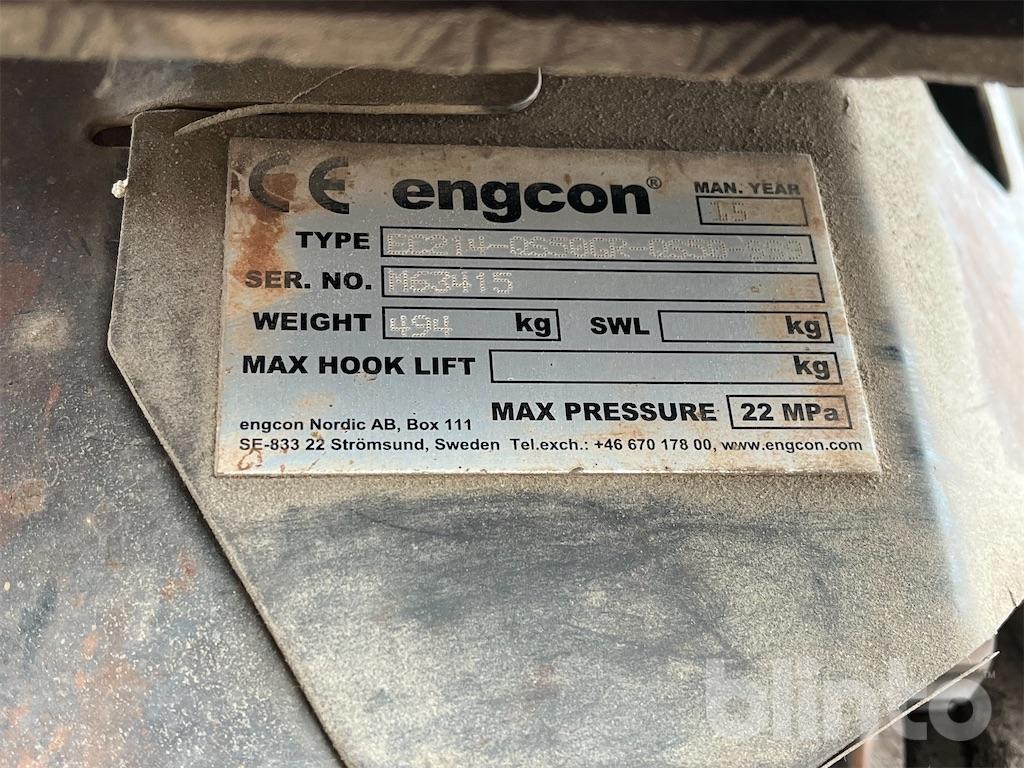 CE engcon® MAN. YEAR
15
TYPE
SER. NO. M63415
WEIGHT 494 kg SWL kg
MAX HOOK LIFT kg
MAX PRESSURE 22 MPa
engcon Nordic AB, Box 111
SE-833 22 Strömsund, Sweden Tel.exch.: +46 670 178 00, www.engcon.com
blinto™